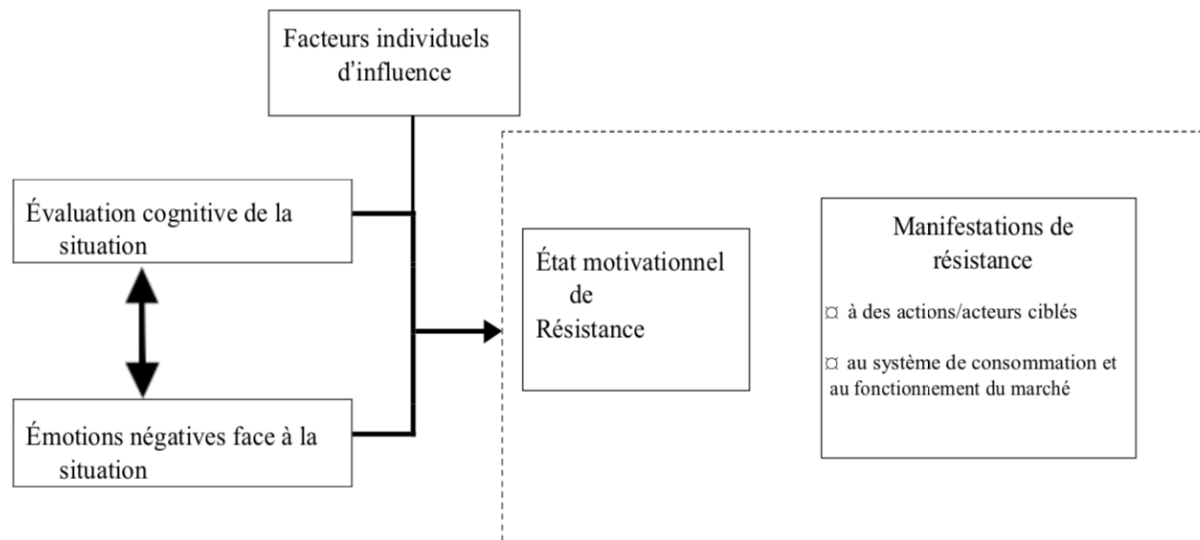 Facteurs individuels
d’influence
Évaluation cognitive de la
situation
Émotions négatives face à la
situation
État motivationnel
de
Résistance
Manifestations de
résistance
¤ à des actions/acteurs ciblés
¤ au système de consommation et
au fonctionnement du marché